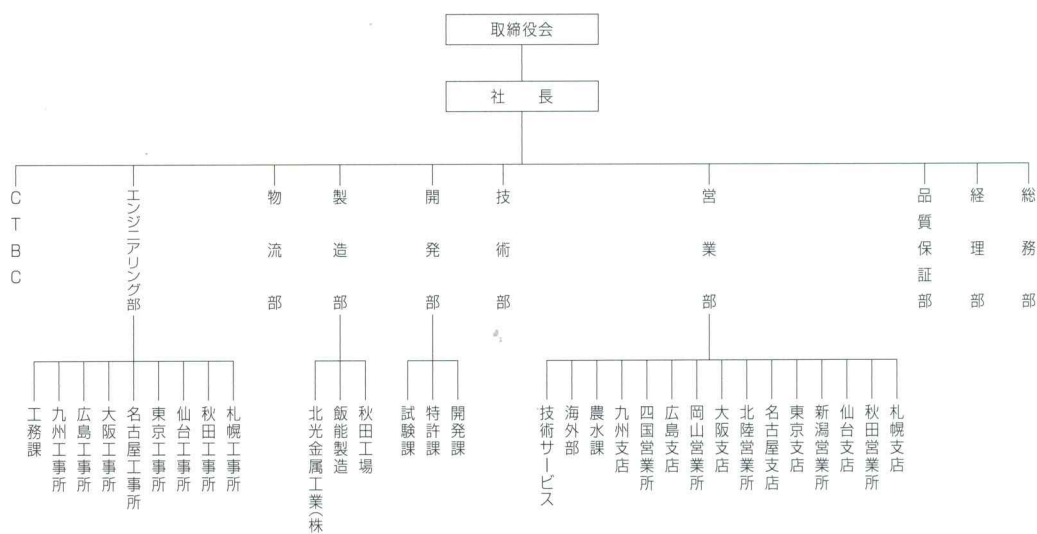 取締役会
社長
総務部
経理部
品質保証部
営業部
技術部
開発部
製造部
物流部
エンジニアリング部
CTBC
札幌支店
秋田営業所
仙台支店
新潟営業所
東京支店
名古屋支店
北陸営業所
大阪支店
岡山営業所
広島支店
四国営業所
九州支店
農水課
海外部
技術サービス
開発課
特許課
試験課
秋田工場
飯能製造
北光金属工業(株
札幌工事所
秋田工事所
仙台工事所
東京工事所
名古屋工事所
大阪工事所
広島工事所
九州工事所
工務課